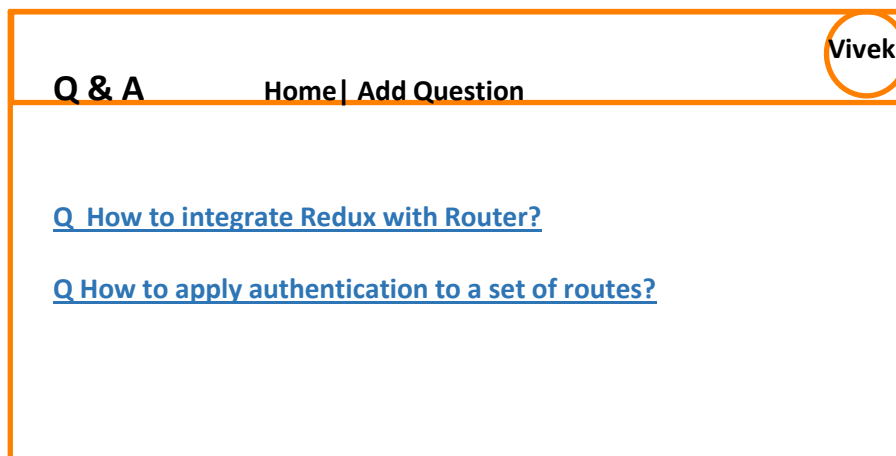 Vivek
Q & A Home| Add Question
Q How to integrate Redux with Router?
Q How to apply authentication to a set of routes?